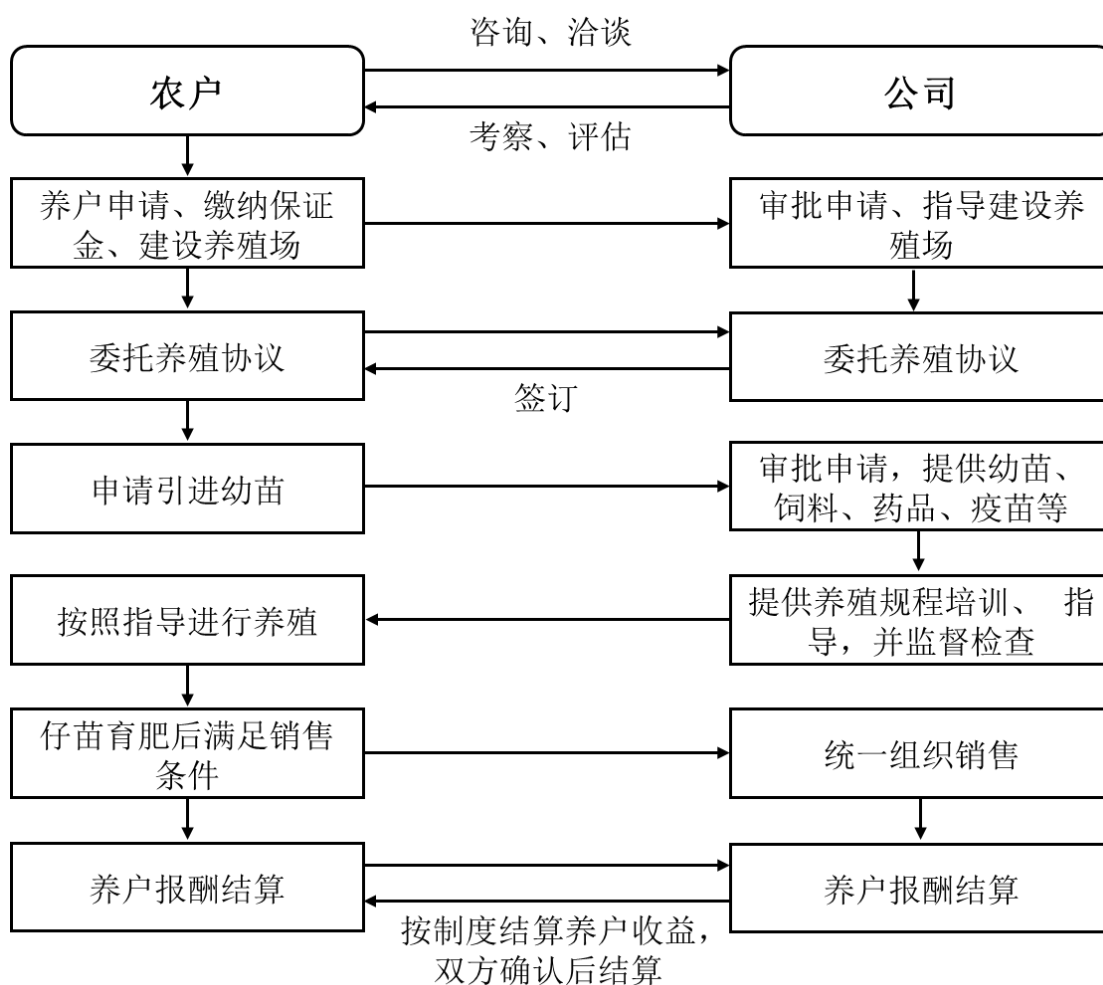 咨询、洽谈
农户
公司
考察、评估
养户申请、缴纳保证
金、建设养殖场
审批申请、指导建设养
殖场
委托养殖协议
委托养殖协议
签订
申请引进幼苗
审批申请，提供幼苗、
饲料、药品、疫苗等
按照指导进行养殖
提供养殖规程培训、 指
导，并监督检查
仔苗育肥后满足销售
条件
统一组织销售
养户报酬结算
养户报酬结算
按制度结算养户收益，
双方确认后结算